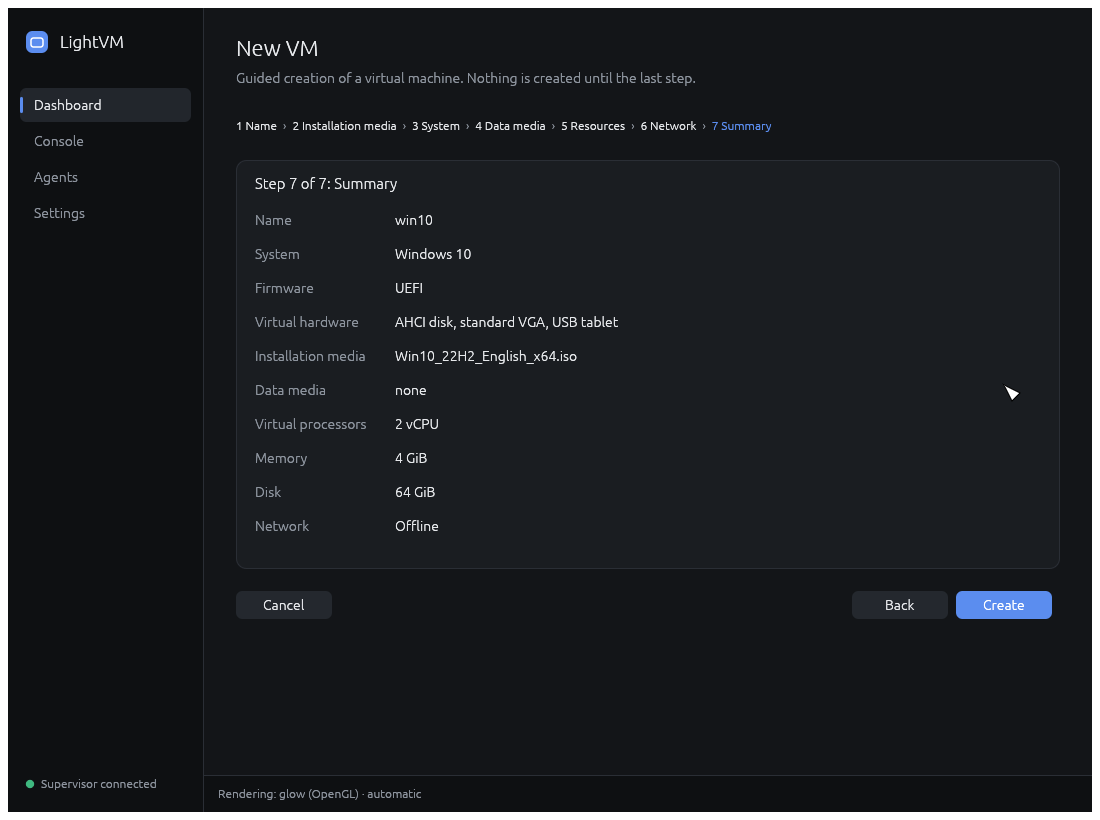 LightVM
Dashboard
Console
Agents
Settings
Supervisor connected
New VM
Guided creation of a virtual machine. Nothing is created until the last step.
1 Name › 2 Installation media › 3 System › 4 Data media › 5 Resources › 6 Network › 7 Summary
Step 7 of 7: Summary
Name win10
System Windows 10
Firmware UEFI
Virtual hardware AHCI disk, standard VGA, USB tablet
Installation media Win10_22H2_English_x64.iso
Data media none
Virtual processors 2 vCPU
Memory 4 GiB
Disk 64 GiB
Network Offline
Cancel Back Create
Rendering: glow (OpenGL) · automatic